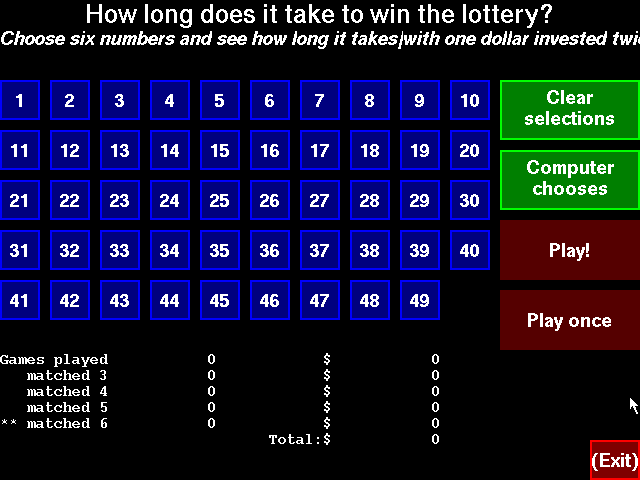 How long does it take to win the lottery?
Choose six numbers and see how long it takes|with one dollar invested twi
1 2 3 4 5 6 7 8 9 10
Clear selections
11 12 13 14 15 16 17 18 19 20
Computer chooses
21 22 23 24 25 26 27 28 29 30
31 32 33 34 35 36 37 38 39 40
Play!
41 42 43 44 45 46 47 48 49
Play once
Games played 0 $ 0
matched 3 0 $ 0
matched 4 0 $ 0
matched 5 0 $ 0
** matched 6 0 $ 0
Total:$ 0
(Exit)